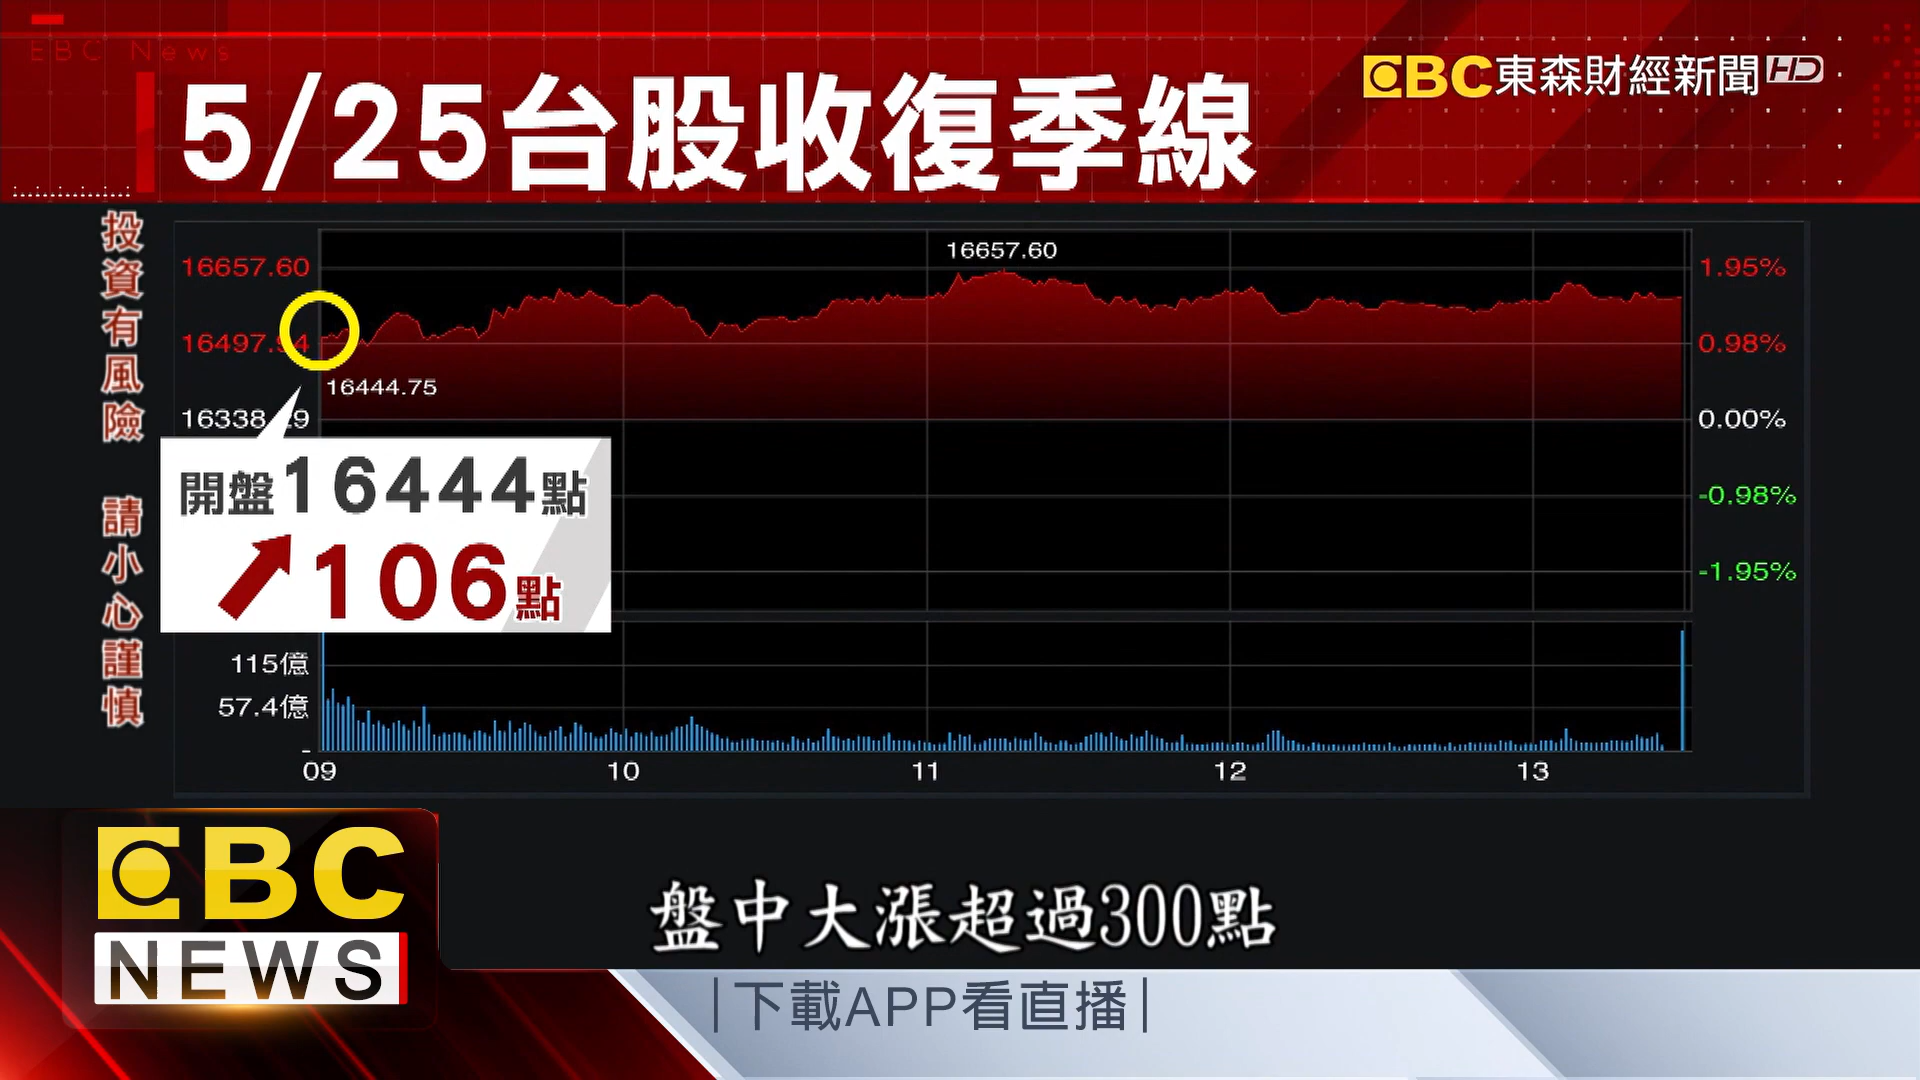 EBC News
5/25台股收復季線
EBC東森財經新聞HD
投資有風險 請小心謹慎
16657.60
16657.60
1.95%
16497.94
0.98%
16444.75
16338.29
0.00%
開盤16444點
106點
-0.98%
-1.95%
115億
57.4億
-
09
10
11
12
13
EBC
NEWS
盤中大漲超過300點
|下載APP看直播|